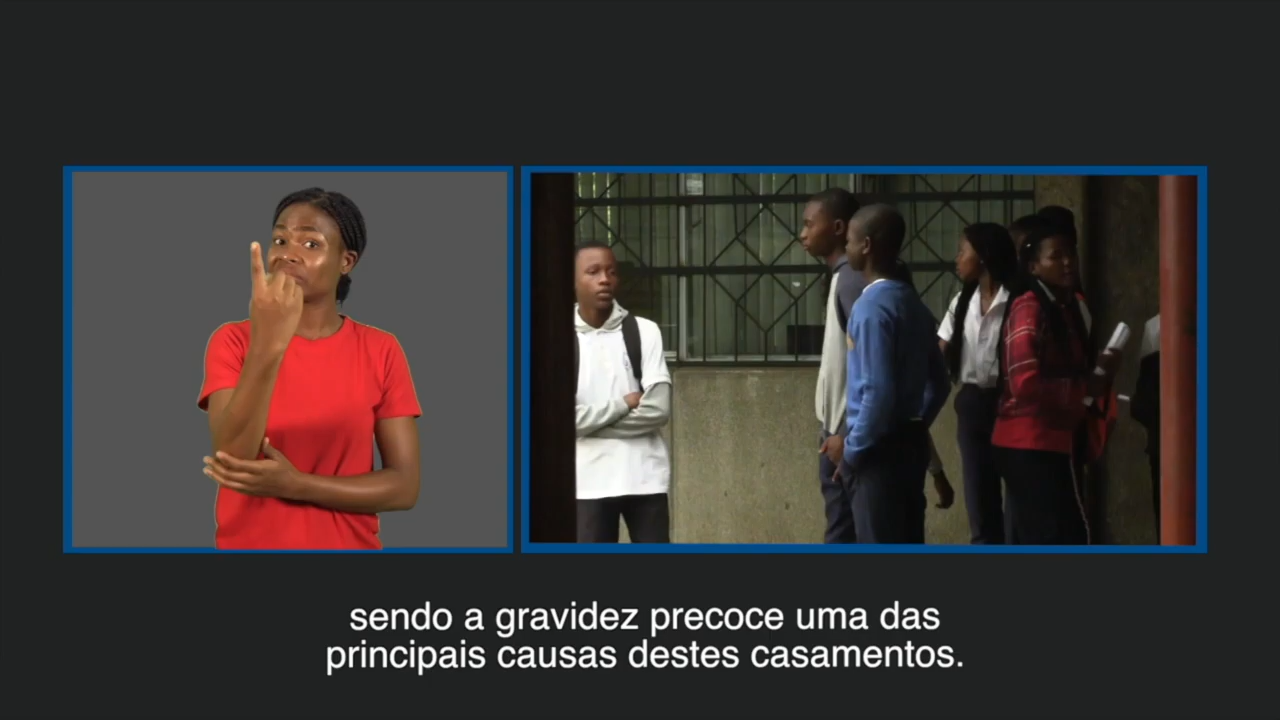 sendo a gravidez precoce uma das
principais causas destes casamentos.